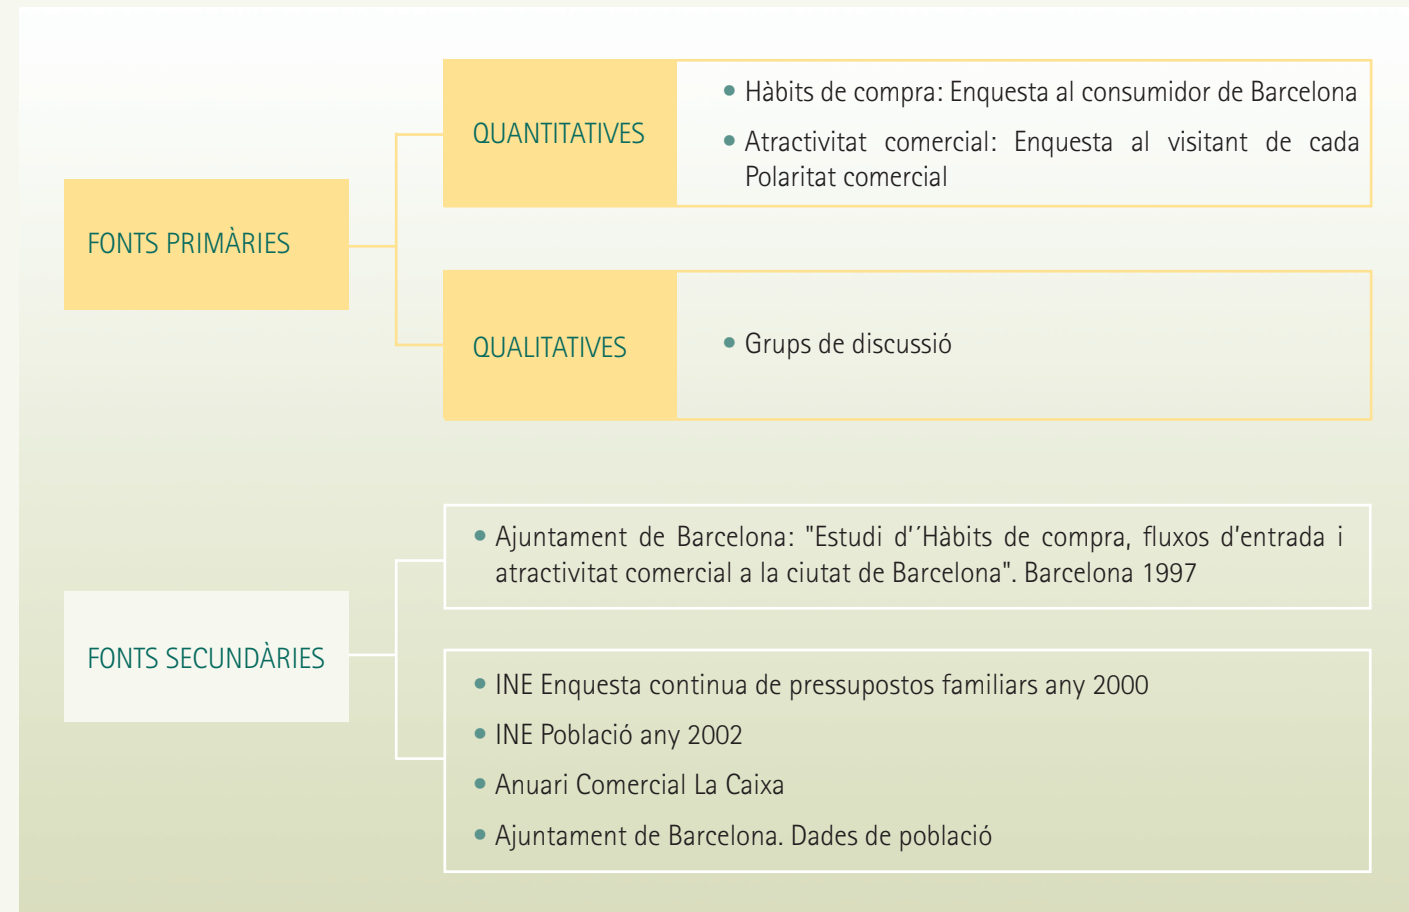 FONTS PRIMÀRIES
QUANTITATIVES
• Hàbits de compra: Enquesta al consumidor de Barcelona
• Atractivitat comercial: Enquesta al visitant de cada
Polaritat comercial
QUALITATIVES
• Grups de discussió
FONTS SECUNDÀRIES
• Ajuntament de Barcelona: "Estudi d'´Hàbits de compra, fluxos d'entrada i
atractivitat comercial a la ciutat de Barcelona". Barcelona 1997
• INE Enquesta continua de pressupostos familiars any 2000
• INE Població any 2002
• Anuari Comercial La Caixa
• Ajuntament de Barcelona. Dades de població